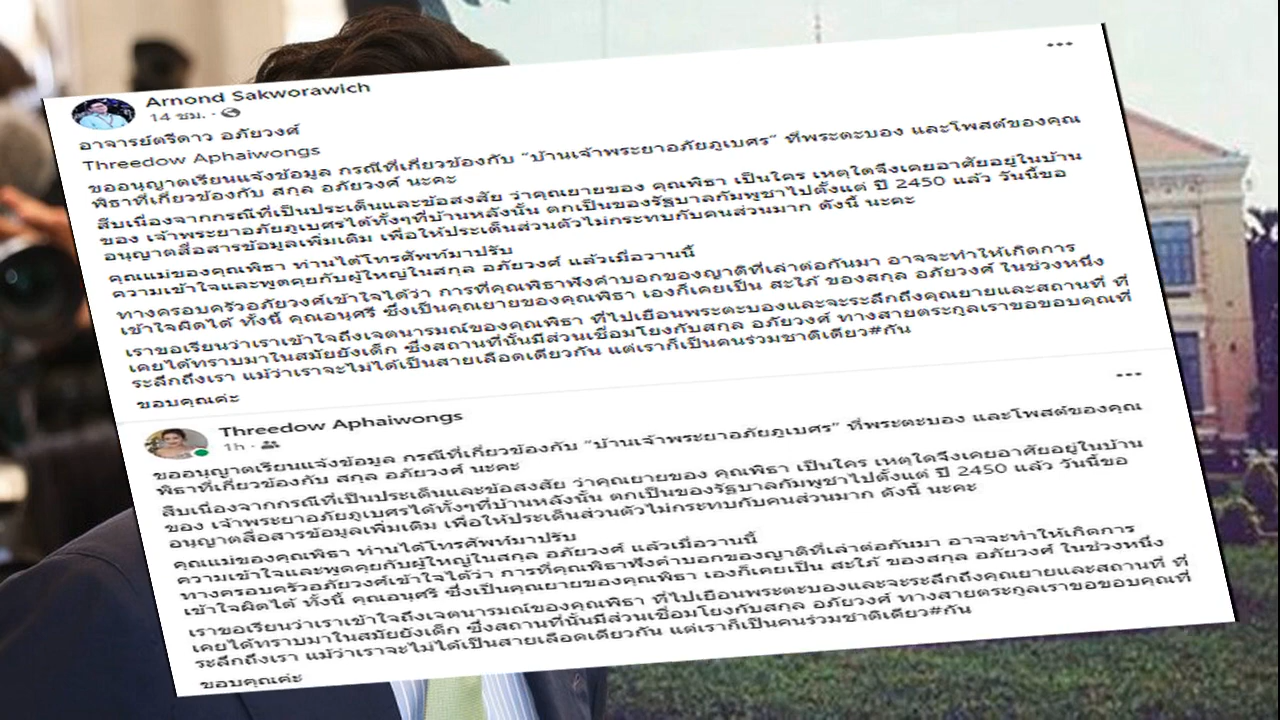 Arnond Sakworawich
14 ชม. ·
อาจารย์ตรีดาว อภัยวงศ์
Threedow Aphaiwongs
ขออนุญาตเรียนแจ้งข้อมูล กรณีที่เกี่ยวข้องกับ “บ้านเจ้าพระยาอภัยภูเบศร” ที่พระตะบอง และโพสต์ของคุณ
พิธาที่เกี่ยวข้องกับ สกุล อภัยวงศ์ นะคะ
สืบเนื่องจากกรณีที่เป็นประเด็นและข้อสงสัย ว่าคุณยายของ คุณพิธา เป็นใคร เหตุใดจึงเคยอาศัยอยู่ในบ้าน
ของ เจ้าพระยาอภัยภูเบศรได้ทั้งๆที่บ้านหลังนั้น ตกเป็นของรัฐบาลกัมพูชาไปตั้งแต่ ปี 2450 แล้ว วันนี้ขอ
อนุญาตสื่อสารข้อมูลเพิ่มเติม เพื่อให้ประเด็นส่วนตัวไม่กระทบกับคนส่วนมาก ดังนี้ นะคะ
คุณแม่ของคุณพิธา ท่านได้โทรศัพท์มาปรับ
ความเข้าใจและพูดคุยกับผู้ใหญ่ในสกุล อภัยวงศ์ แล้วเมื่อวานนี้
ทางครอบครัวอภัยวงศ์เข้าใจได้ว่า การที่คุณพิธาฟังคำบอกของญาติที่เล่าต่อกันมา อาจจะทำให้เกิดการ
เข้าใจผิดได้ ทั้งนี้ คุณอนุศรี ซึ่งเป็นคุณยายของคุณพิธา เองก็เคยเป็น สะใภ้ ของสกุล อภัยวงศ์ ในช่วงหนึ่ง
เราขอเรียนว่าเราเข้าใจถึงเจตนารมณ์ของคุณพิธา ที่ไปเยือนพระตะบองและจะระลึกถึงคุณยายและสถานที่ ที่
เคยได้ทราบมาในสมัยยังเด็ก ซึ่งสถานที่นั้นมีส่วนเชื่อมโยงกับสกุล อภัยวงศ์ ทางสายตระกูลเราขอขอบคุณที่
ระลึกถึงเรา แม้ว่าเราจะไม่ได้เป็นสายเลือดเดียวกัน แต่เราก็เป็นคนร่วมชาติเดียว#กัน
ขอบคุณค่ะ
Threedow Aphaiwongs
1h ·
ขออนุญาตเรียนแจ้งข้อมูล กรณีที่เกี่ยวข้องกับ “บ้านเจ้าพระยาอภัยภูเบศร” ที่พระตะบอง และโพสต์ของคุณ
พิธาที่เกี่ยวข้องกับ สกุล อภัยวงศ์ นะคะ
สืบเนื่องจากกรณีที่เป็นประเด็นและข้อสงสัย ว่าคุณยายของ คุณพิธา เป็นใคร เหตุใดจึงเคยอาศัยอยู่ในบ้าน
ของ เจ้าพระยาอภัยภูเบศรได้ทั้งๆที่บ้านหลังนั้น ตกเป็นของรัฐบาลกัมพูชาไปตั้งแต่ ปี 2450 แล้ว วันนี้ขอ
อนุญาตสื่อสารข้อมูลเพิ่มเติม เพื่อให้ประเด็นส่วนตัวไม่กระทบกับคนส่วนมาก ดังนี้ นะคะ
คุณแม่ของคุณพิธา ท่านได้โทรศัพท์มาปรับ
ความเข้าใจและพูดคุยกับผู้ใหญ่ในสกุล อภัยวงศ์ แล้วเมื่อวานนี้
ทางครอบครัวอภัยวงศ์เข้าใจได้ว่า การที่คุณพิธาฟังคำบอกของญาติที่เล่าต่อกันมา อาจจะทำให้เกิดการ
เข้าใจผิดได้ ทั้งนี้ คุณอนุศรี ซึ่งเป็นคุณยายของคุณพิธา เองก็เคยเป็น สะใภ้ ของสกุล อภัยวงศ์ ในช่วงหนึ่ง
เราขอเรียนว่าเราเข้าใจถึงเจตนารมณ์ของคุณพิธา ที่ไปเยือนพระตะบองและจะระลึกถึงคุณยายและสถานที่ ที่
เคยได้ทราบมาในสมัยยังเด็ก ซึ่งสถานที่นั้นมีส่วนเชื่อมโยงกับสกุล อภัยวงศ์ ทางสายตระกูลเราขอขอบคุณที่
ระลึกถึงเรา แม้ว่าเราจะไม่ได้เป็นสายเลือดเดียวกัน แต่เราก็เป็นคนร่วมชาติเดียว#กัน
ขอบคุณค่ะ